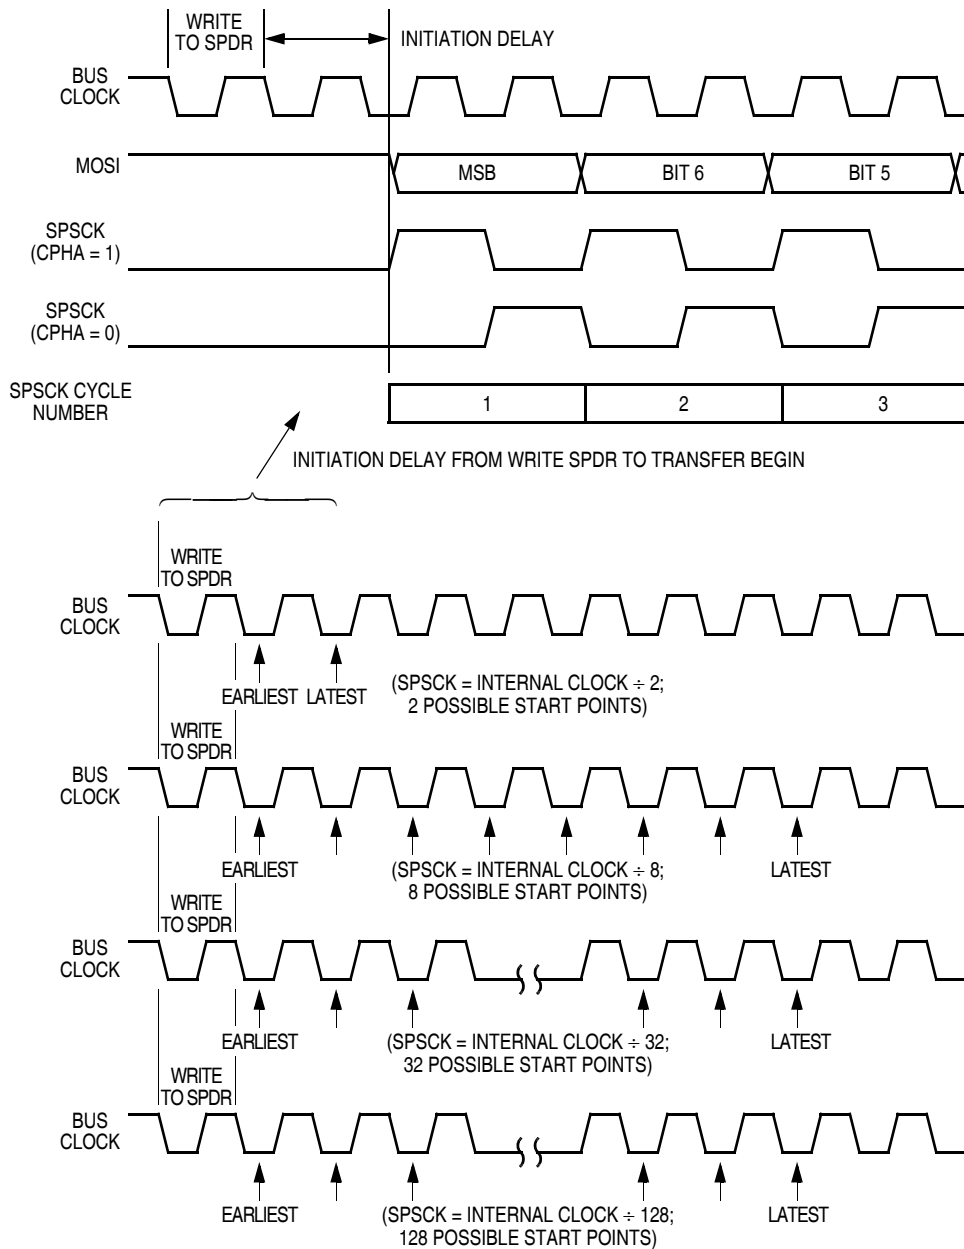 WRITE
TO SPDR
INITIATION DELAY
BUS
CLOCK
MOSI
MSB
BIT 6
BIT 5
SPSCK
(CPHA = 1)
SPSCK
(CPHA = 0)
SPSCK CYCLE
NUMBER
1
2
3
INITIATION DELAY FROM WRITE SPDR TO TRANSFER BEGIN
WRITE
TO SPDR
BUS
CLOCK
EARLIEST
LATEST
(SPSCK = INTERNAL CLOCK ÷ 2;
2 POSSIBLE START POINTS)
WRITE
TO SPDR
BUS
CLOCK
EARLIEST
(SPSCK = INTERNAL CLOCK ÷ 8;
8 POSSIBLE START POINTS)
LATEST
WRITE
TO SPDR
BUS
CLOCK
EARLIEST
(SPSCK = INTERNAL CLOCK ÷ 32;
32 POSSIBLE START POINTS)
LATEST
WRITE
TO SPDR
BUS
CLOCK
EARLIEST
(SPSCK = INTERNAL CLOCK ÷ 128;
128 POSSIBLE START POINTS)
LATEST